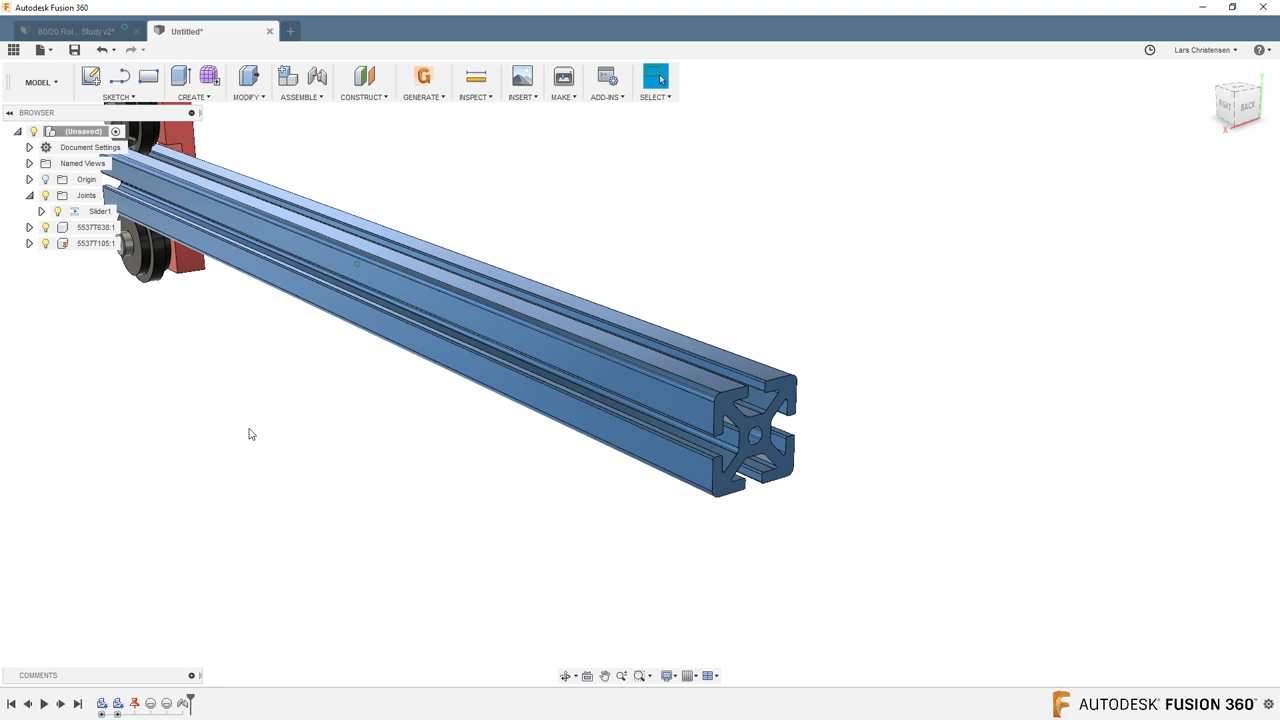 Autodesk Fusion 360
80/20 Rol...Study v2*
Untitled*
Lars Christensen
MODEL
SKETCH
CREATE
MODIFY
ASSEMBLE
CONSTRUCT
GENERATE
INSPECT
INSERT
MAKE
ADD-INS
SELECT
BROWSER
(Unsaved)
Document Settings
Named Views
Origin
Joints
Slider1
5537T638:1
5537T105:1
RIGHT
BACK
Y
X
COMMENTS
AUTODESK® FUSION 360™